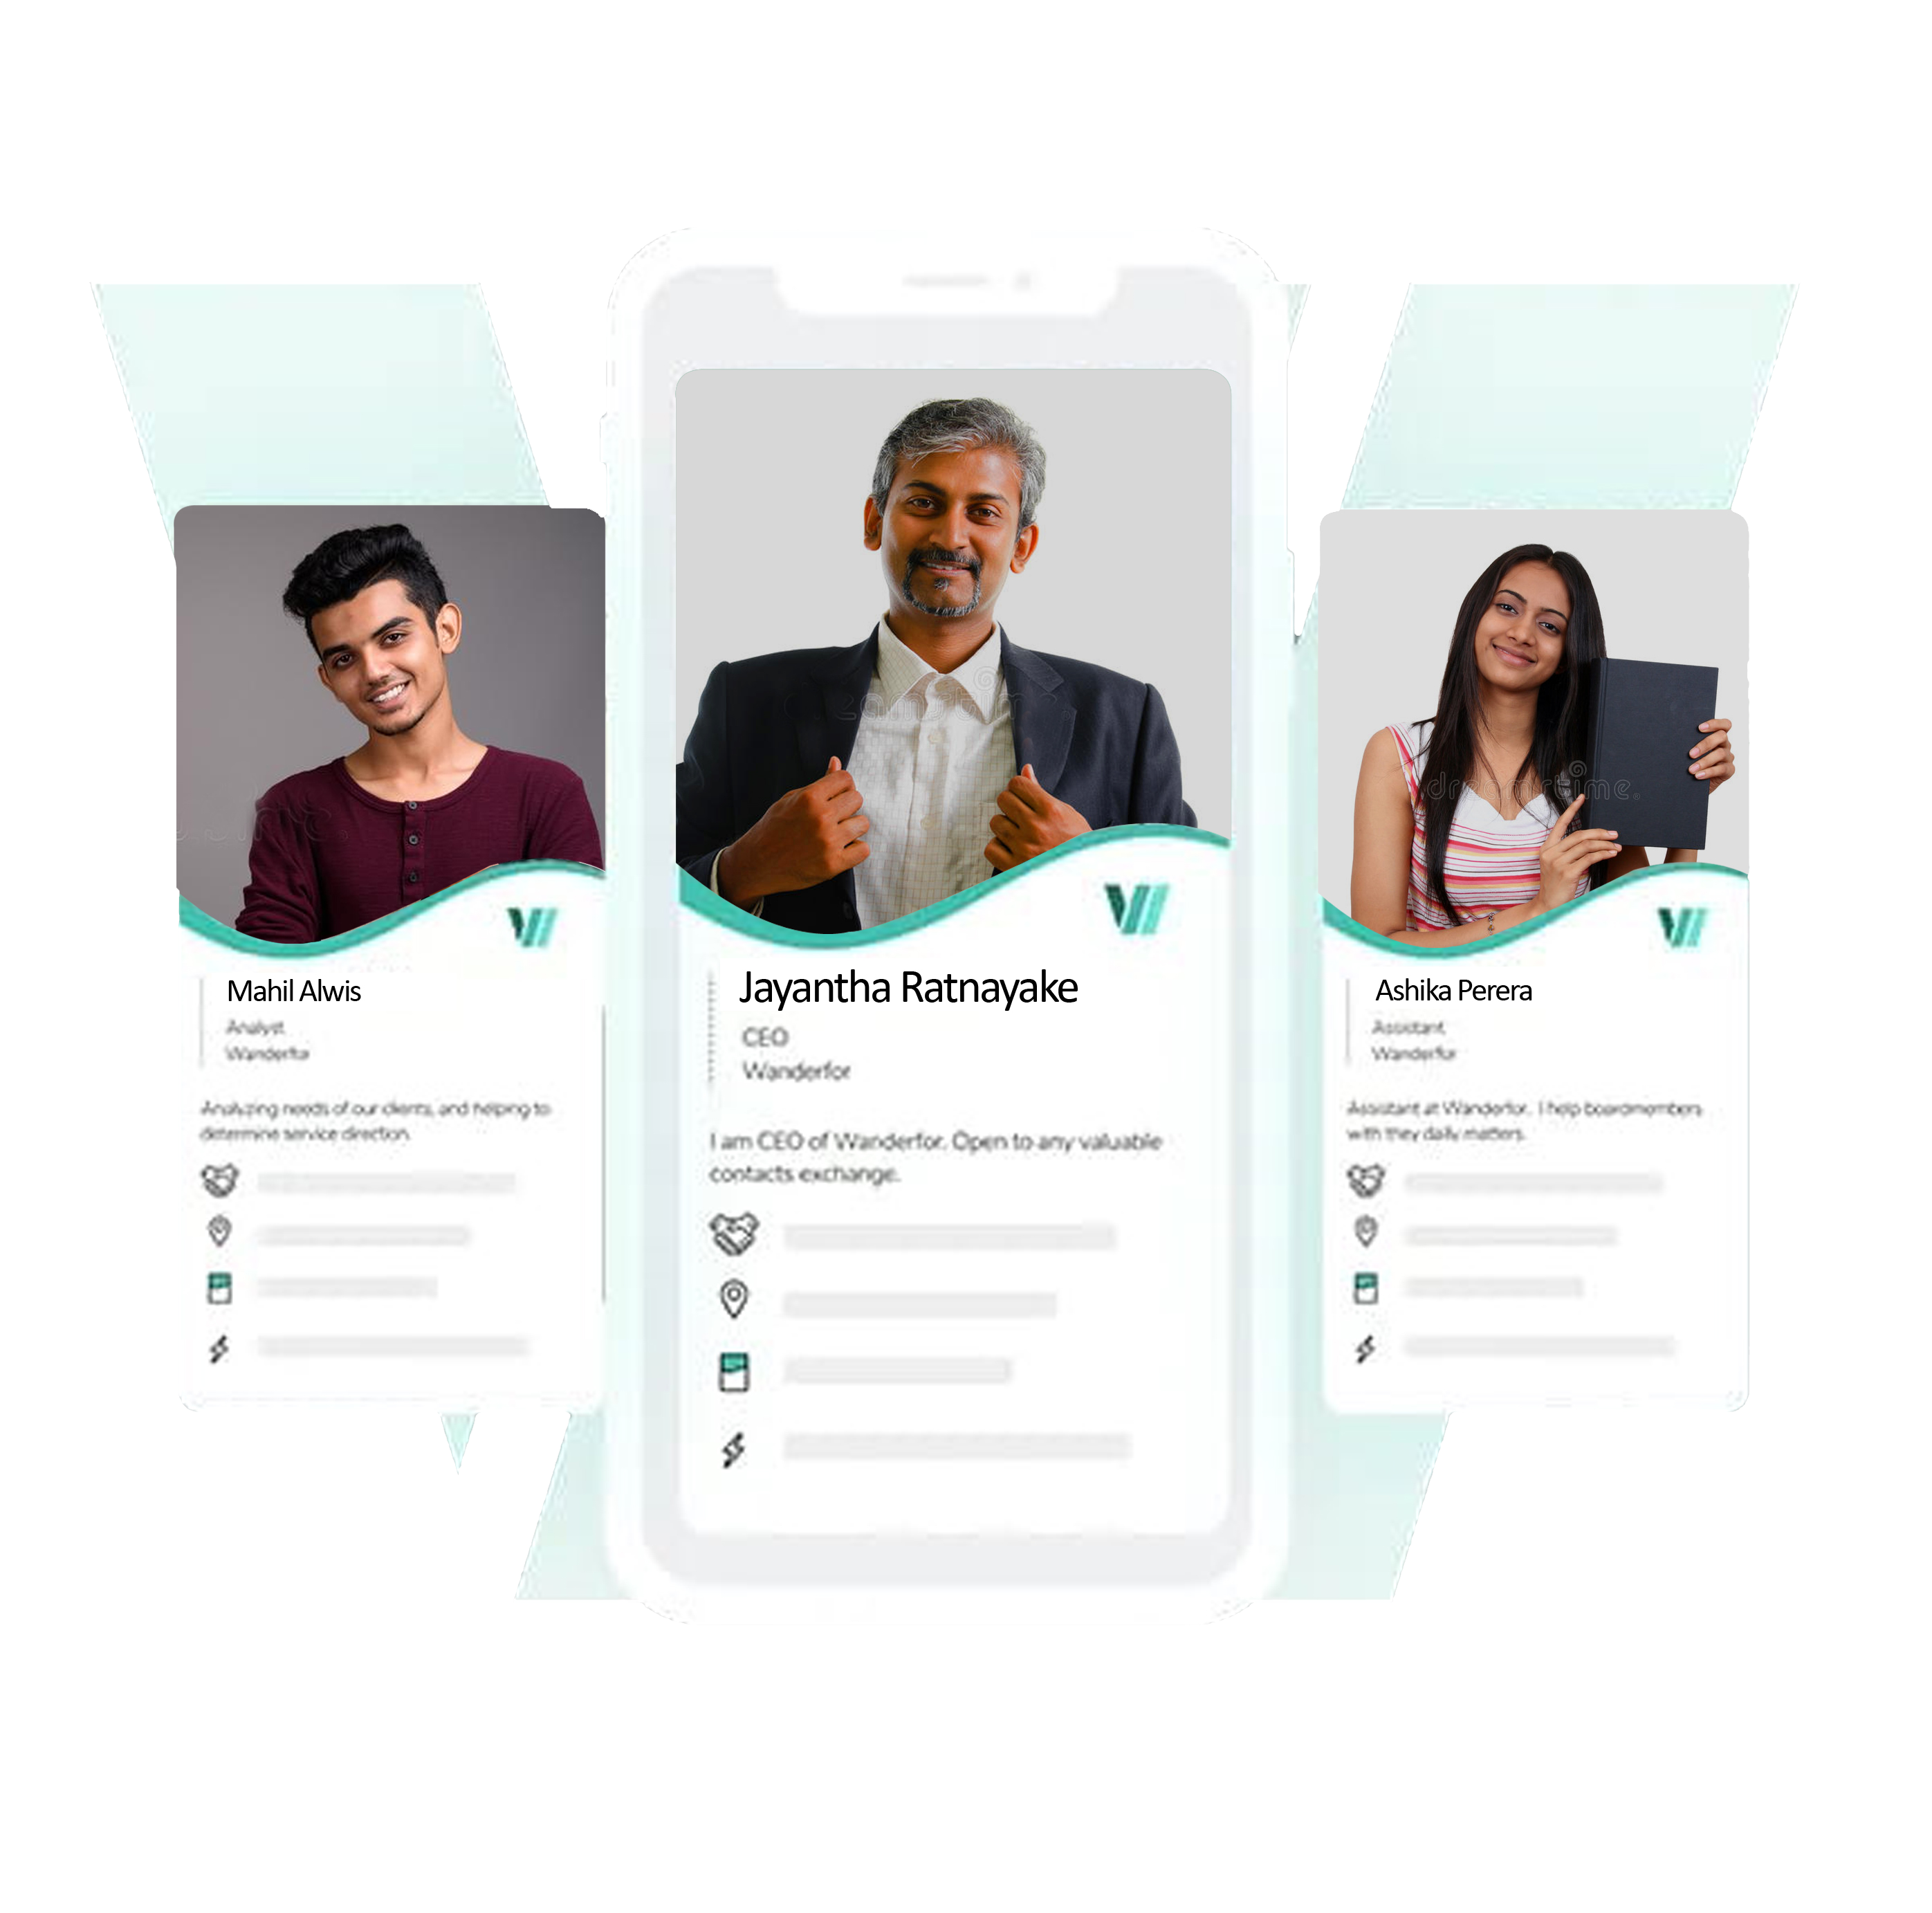 Mahil Alwis
Analyst
Wanderfor
Analyzing needs of our clients, and helping to
determine service direction.
Jayantha Ratnayake
CEO
Wanderfor
I am CEO of Wanderfor. Open to any valuable
contacts exchange.
Ashika Perera
Assistant
Wanderfor
Assistant at Wanderfor. I help boardmembers
with they daily matters.
dreamstime.